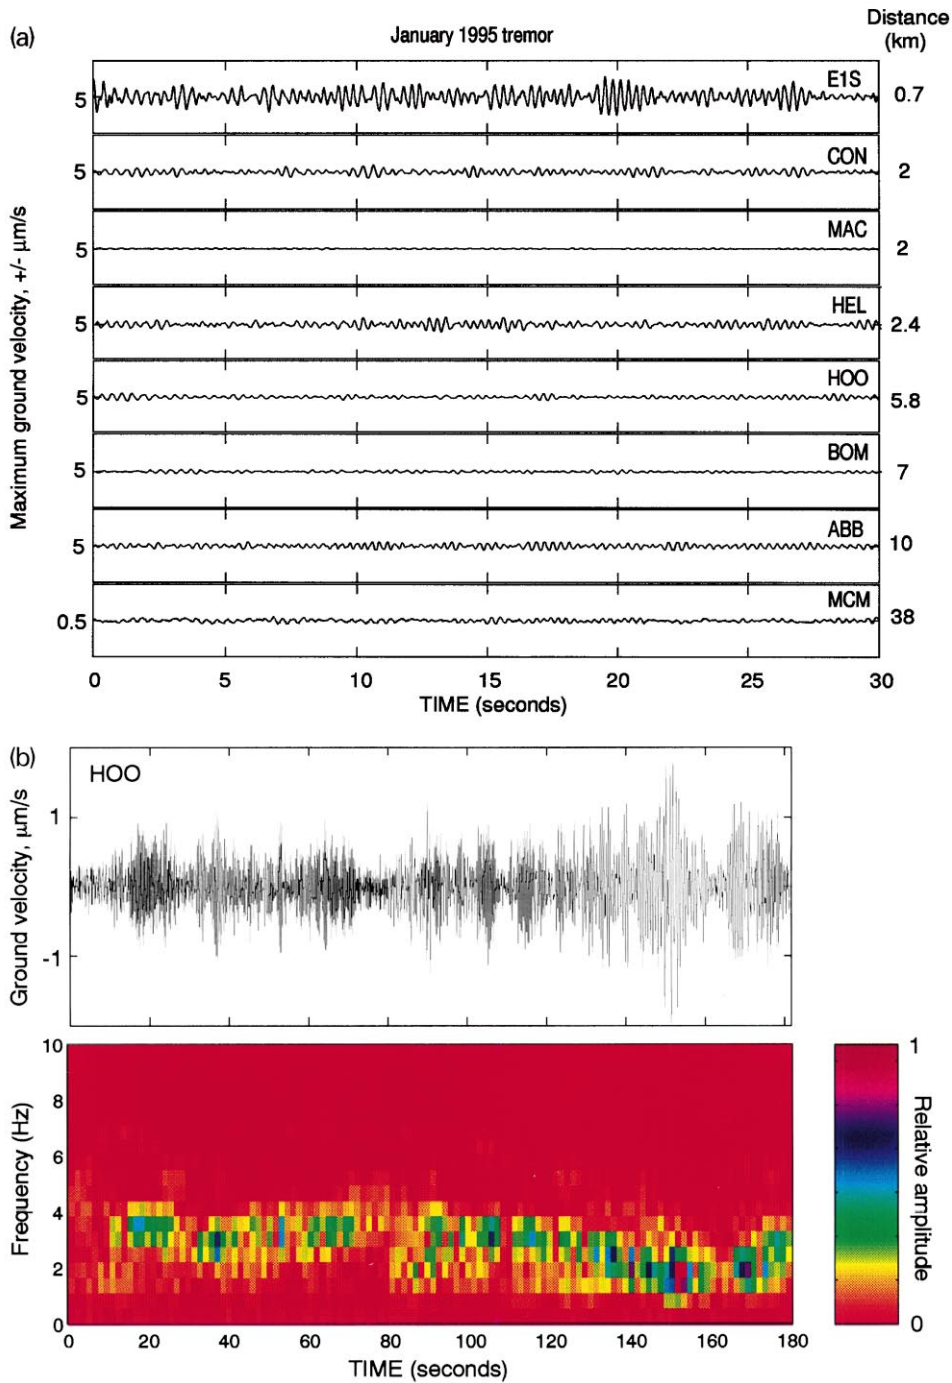 (a)
January 1995 tremor
Distance
(km)
Maximum ground velocity, +/- μm/s
5 E1S 0.7
5 CON 2
5 MAC 2
5 HEL 2.4
5 HOO 5.8
5 BOM 7
5 ABB 10
0.5 MCM 38
0 5 10 15 20 25 30
TIME (seconds)
(b)
HOO
Ground velocity, μm/s
1
-1
10
8
6
4
2
0
Frequency (Hz)
0 20 40 60 80 100 120 140 160 180
TIME (seconds)
1
Relative amplitude
0